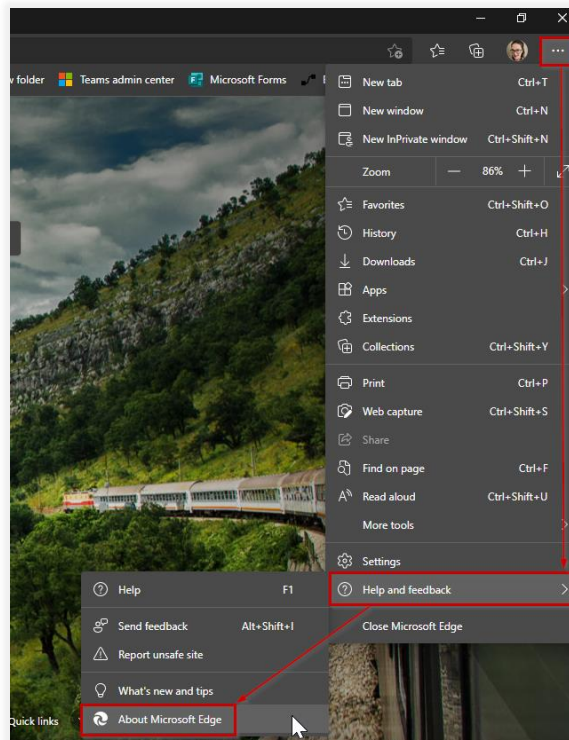 w folder Teams admin center Microsoft Forms
New tab Ctrl+T
New window Ctrl+N
New InPrivate window Ctrl+Shift+N
Zoom — 86% +
Favorites Ctrl+Shift+O
History Ctrl+H
Downloads Ctrl+J
Apps
Extensions
Collections Ctrl+Shift+Y
Print Ctrl+P
Web capture Ctrl+Shift+S
Share
Find on page Ctrl+F
Read aloud Ctrl+Shift+U
More tools
Settings
Help and feedback
Close Microsoft Edge
Help F1
Send feedback Alt+Shift+I
Report unsafe site
What's new and tips
About Microsoft Edge
Quick links